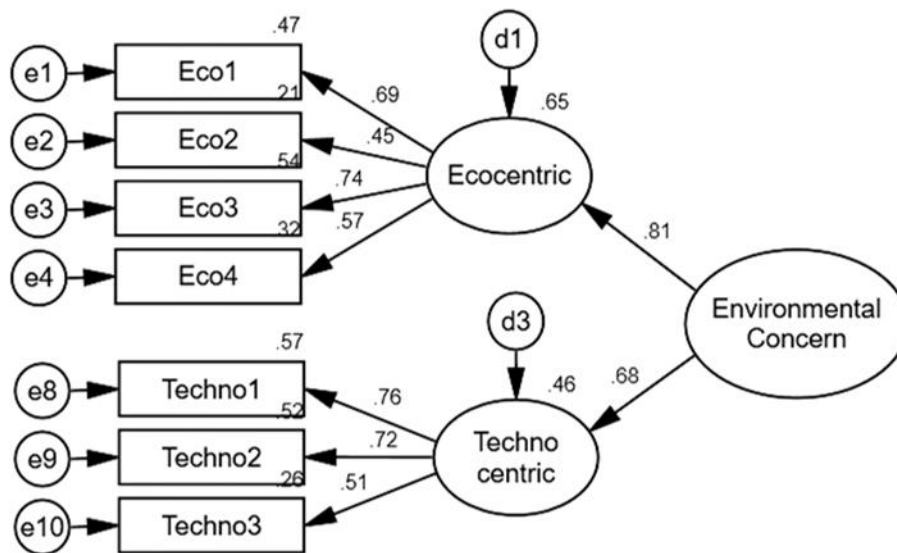 .47
d1
e1
Eco1
.69
.65
.21
e2
Eco2
.45
Ecocentric
.54
e3
Eco3
.74
.32
.57
.81
e4
Eco4
Environmental
Concern
d3
.57
e8
Techno1
.76
.46
.68
.52
e9
Techno2
.72
Techno
centric
.26
.51
e10
Techno3